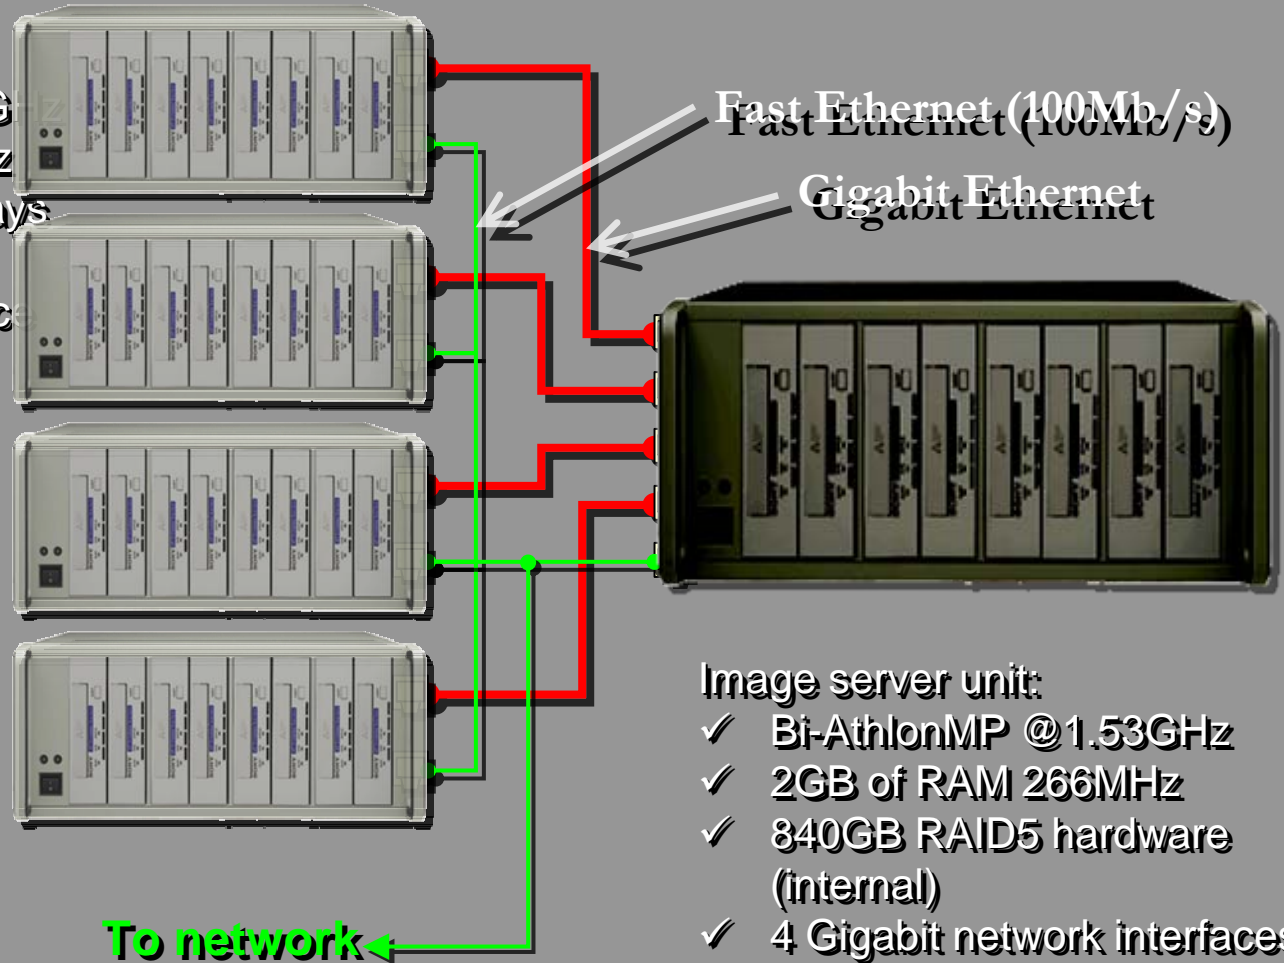 Fast Ethernet (100Mb/s)
Gigabit Ethernet
Image server unit:
✓ Bi-AthlonMP @1.53GHz
✓ 2GB of RAM 266MHz
✓ 840GB RAID5 hardware
(internal)
✓ 4 Gigabit network interfaces
To network